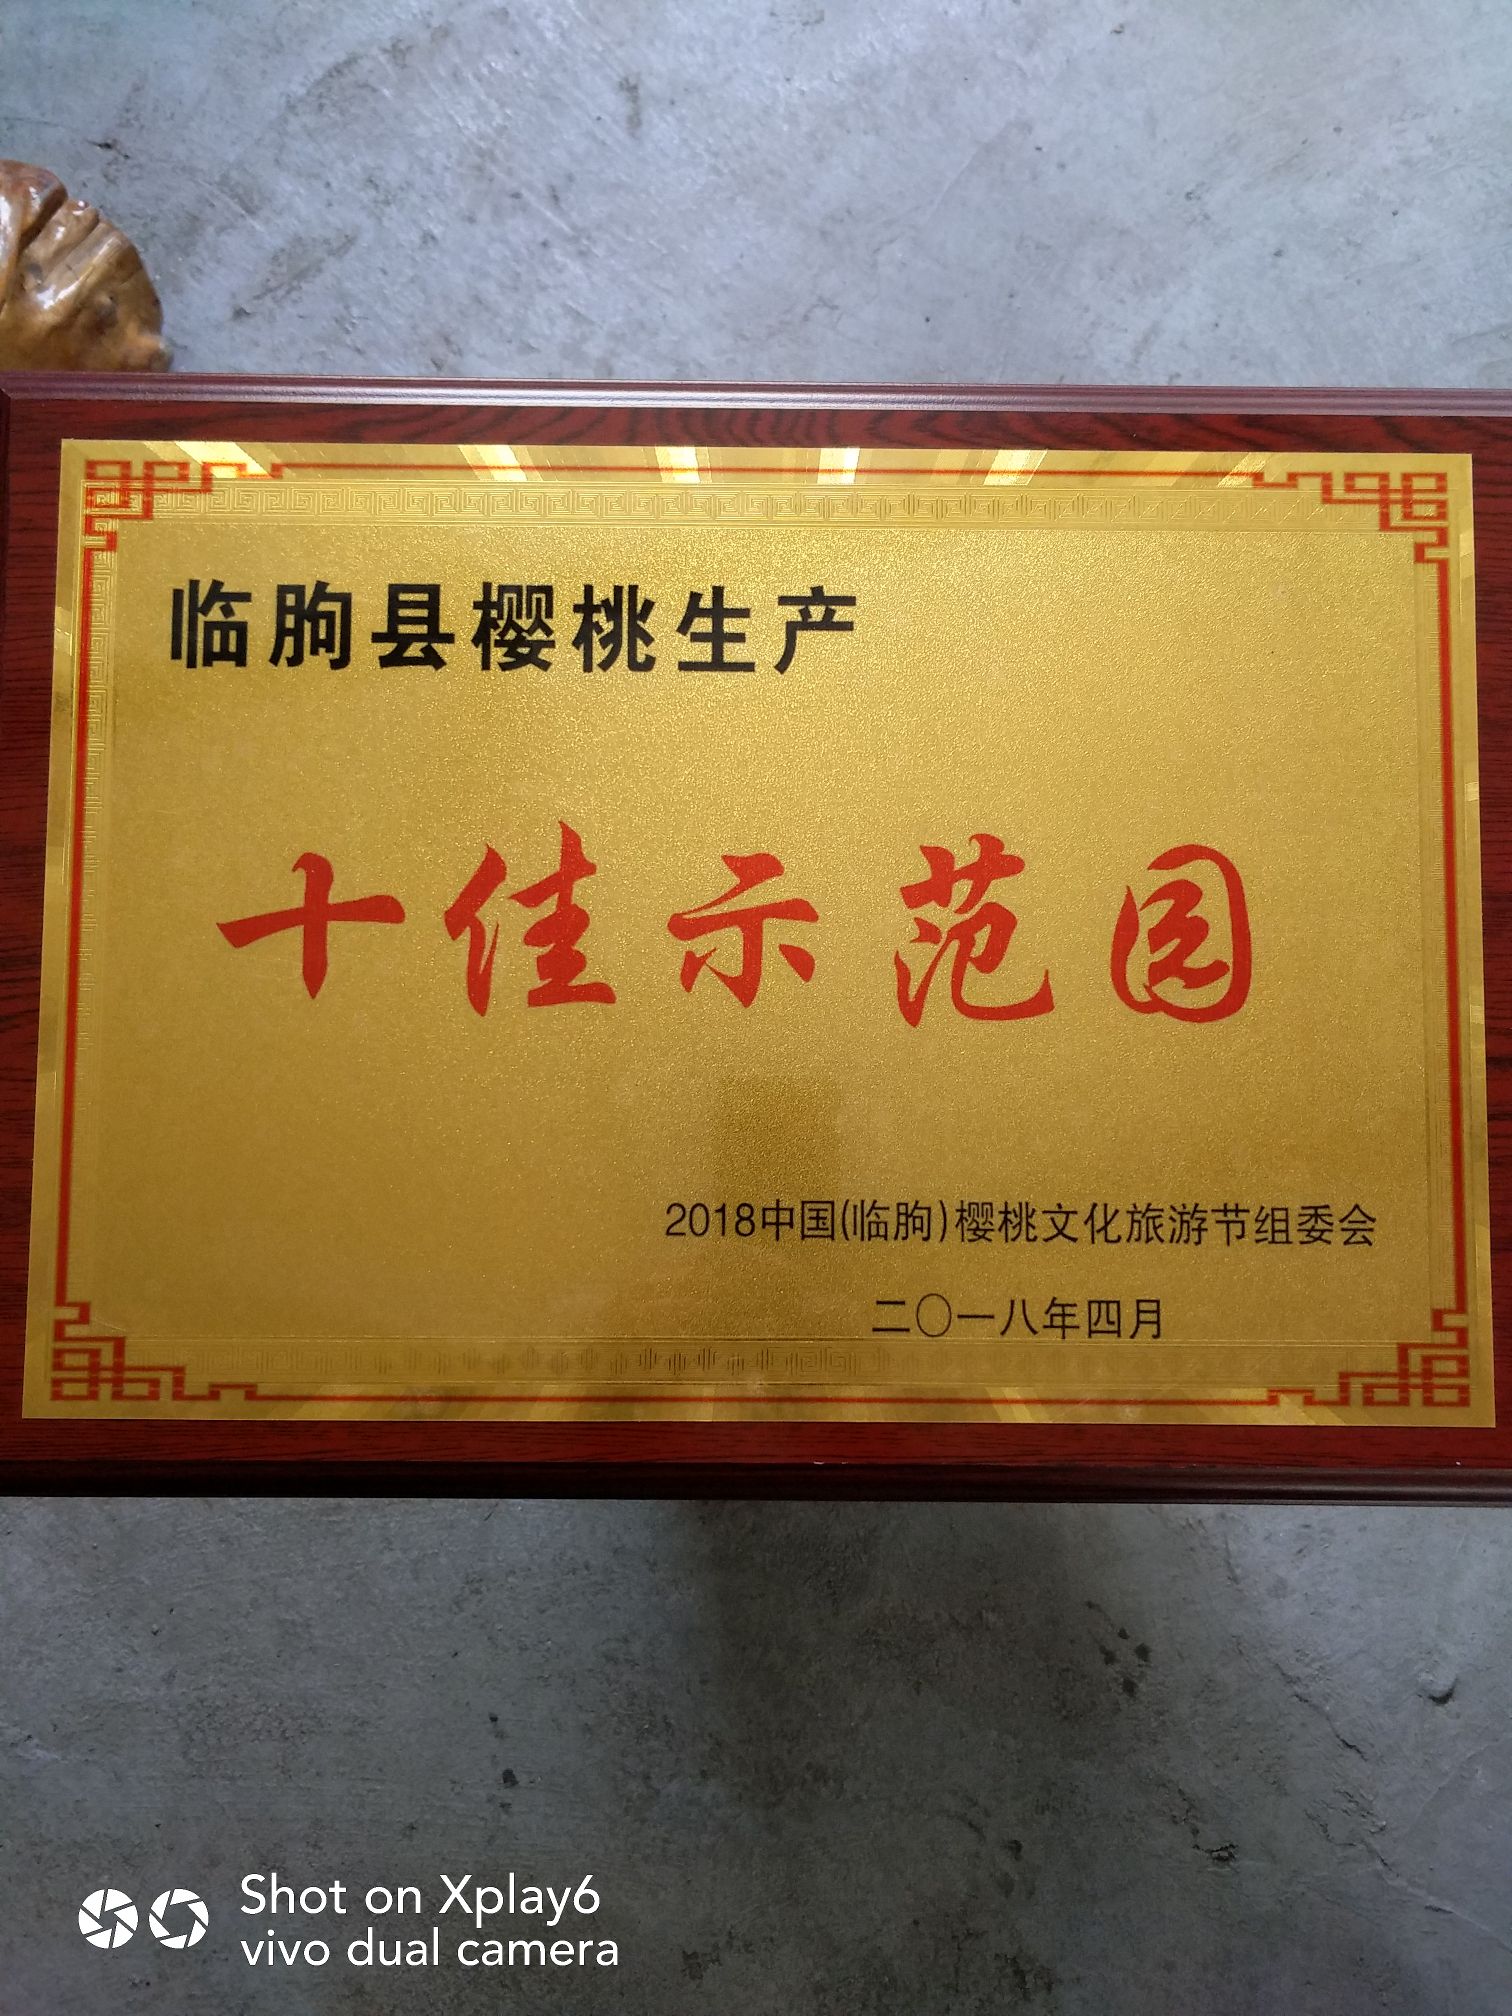 临朐县樱桃生产
十佳示范园
2018中国(临朐)樱桃文化旅游节组委会
二〇一八年四月
Shot on Xplay6
vivo dual camera